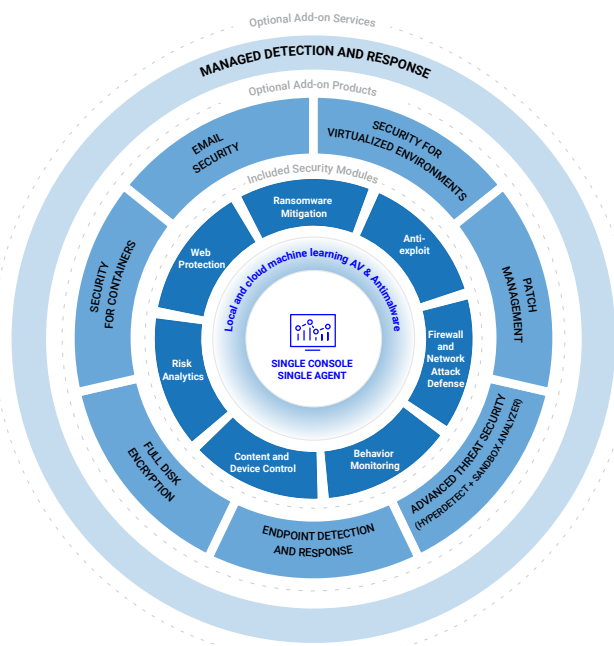 Optional Add-on Services
MANAGED DETECTION AND RESPONSE
Optional Add-on Products
EMAIL
SECURITY
SECURITY FOR
VIRTUALIZED ENVIRONMENTS
PATCH
MANAGEMENT
ADVANCED THREAT SECURITY
(HYPERDETECT + SANDBOX ANALYZER)
ENDPOINT DETECTION
AND RESPONSE
FULL DISK
ENCRYPTION
SECURITY
FOR CONTAINERS
Included Security Modules
Ransomware
Mitigation
Anti-
exploit
Firewall
and
Network
Attack
Defense
Behavior
Monitoring
Content and
Device Control
Risk
Analytics
Web
Protection
Local and cloud machine learning AV & Antimalware
SINGLE CONSOLE
SINGLE AGENT